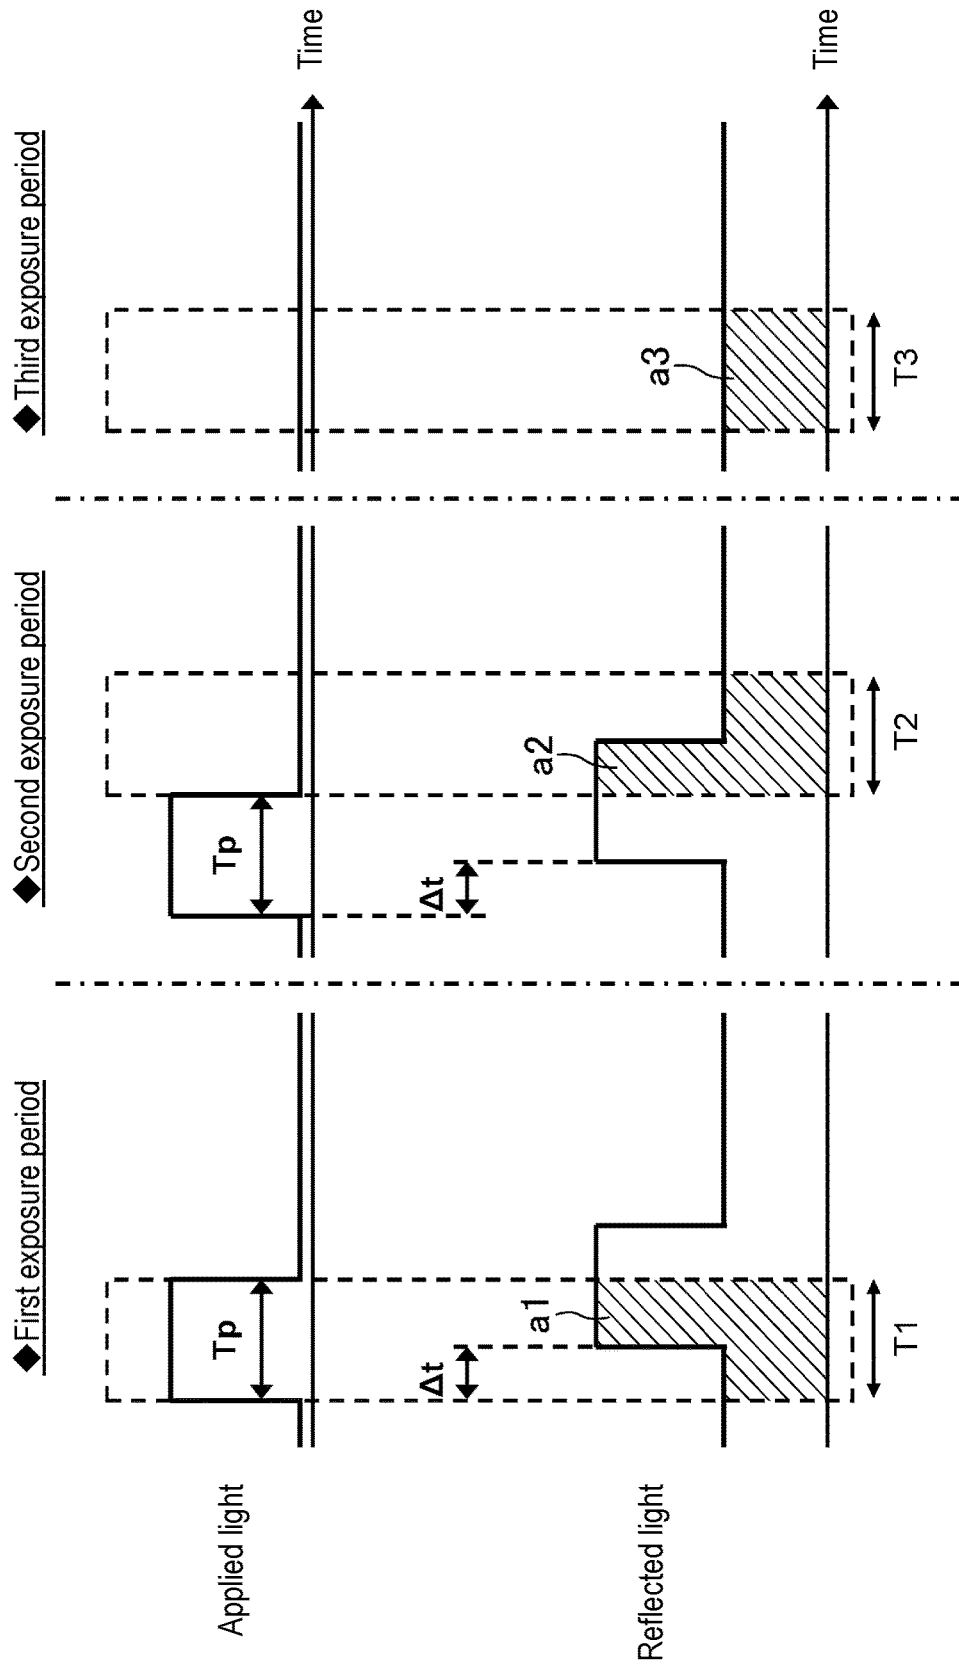 ◆First exposure period
◆Second exposure period
◆Third exposure period
Applied light
Tp
Tp
Time
Δt
Δt
Reflected light
a1
a2
a3
Time
T1
T2
T3